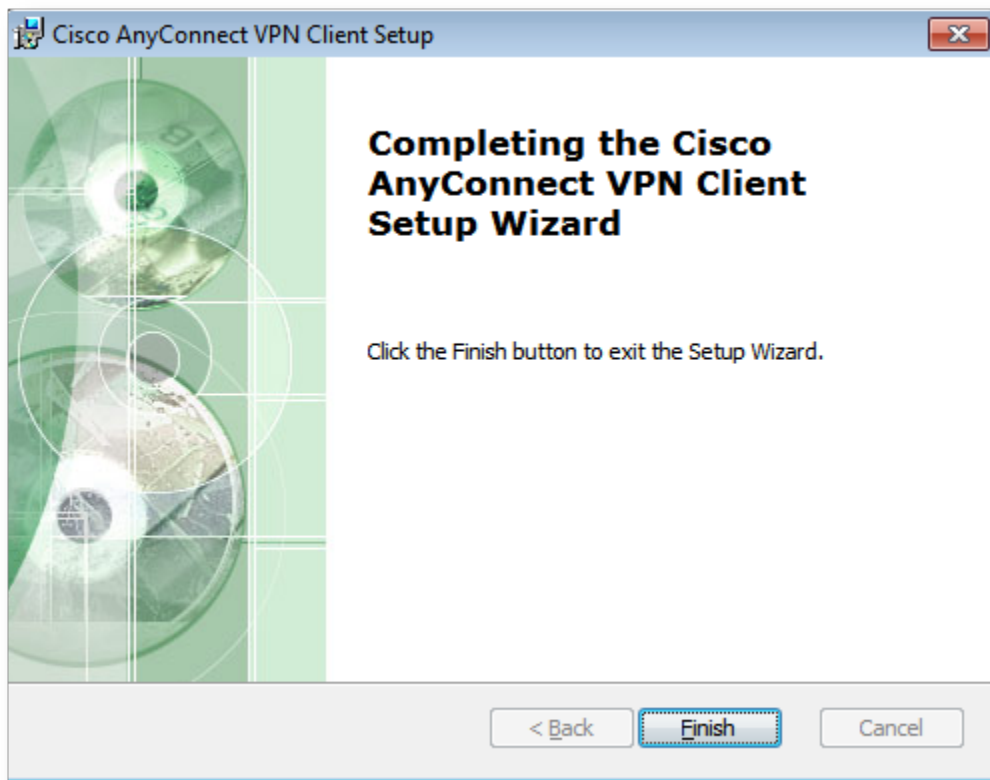 Cisco AnyConnect VPN Client Setup
Completing the Cisco
AnyConnect VPN Client
Setup Wizard
Click the Finish button to exit the Setup Wizard.
< Back
Finish
Cancel